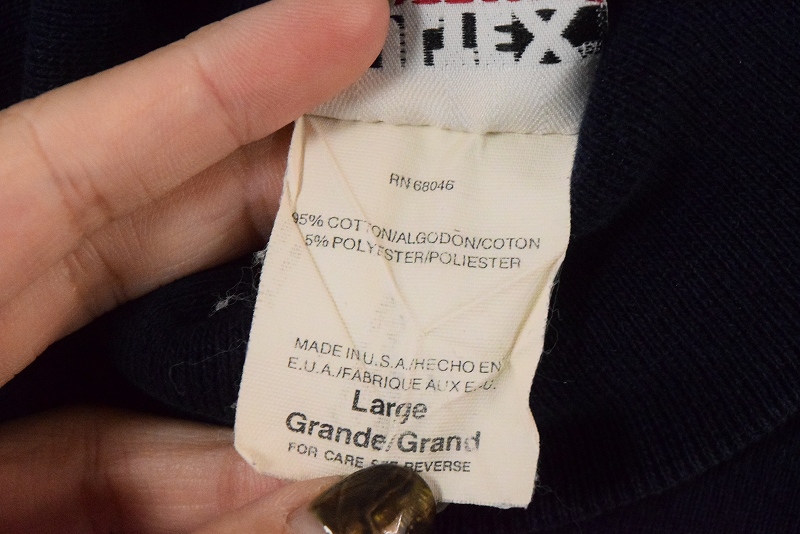 RN 68046
95% COTTON/ALGODÓN/COTON
5% POLYESTER/POLIESTER
MADE IN U.S.A./HECHO EN
E.U.A./FABRIQUE AUX E.-U.
Large
Grande/Grand
FOR CARE SEE REVERSE